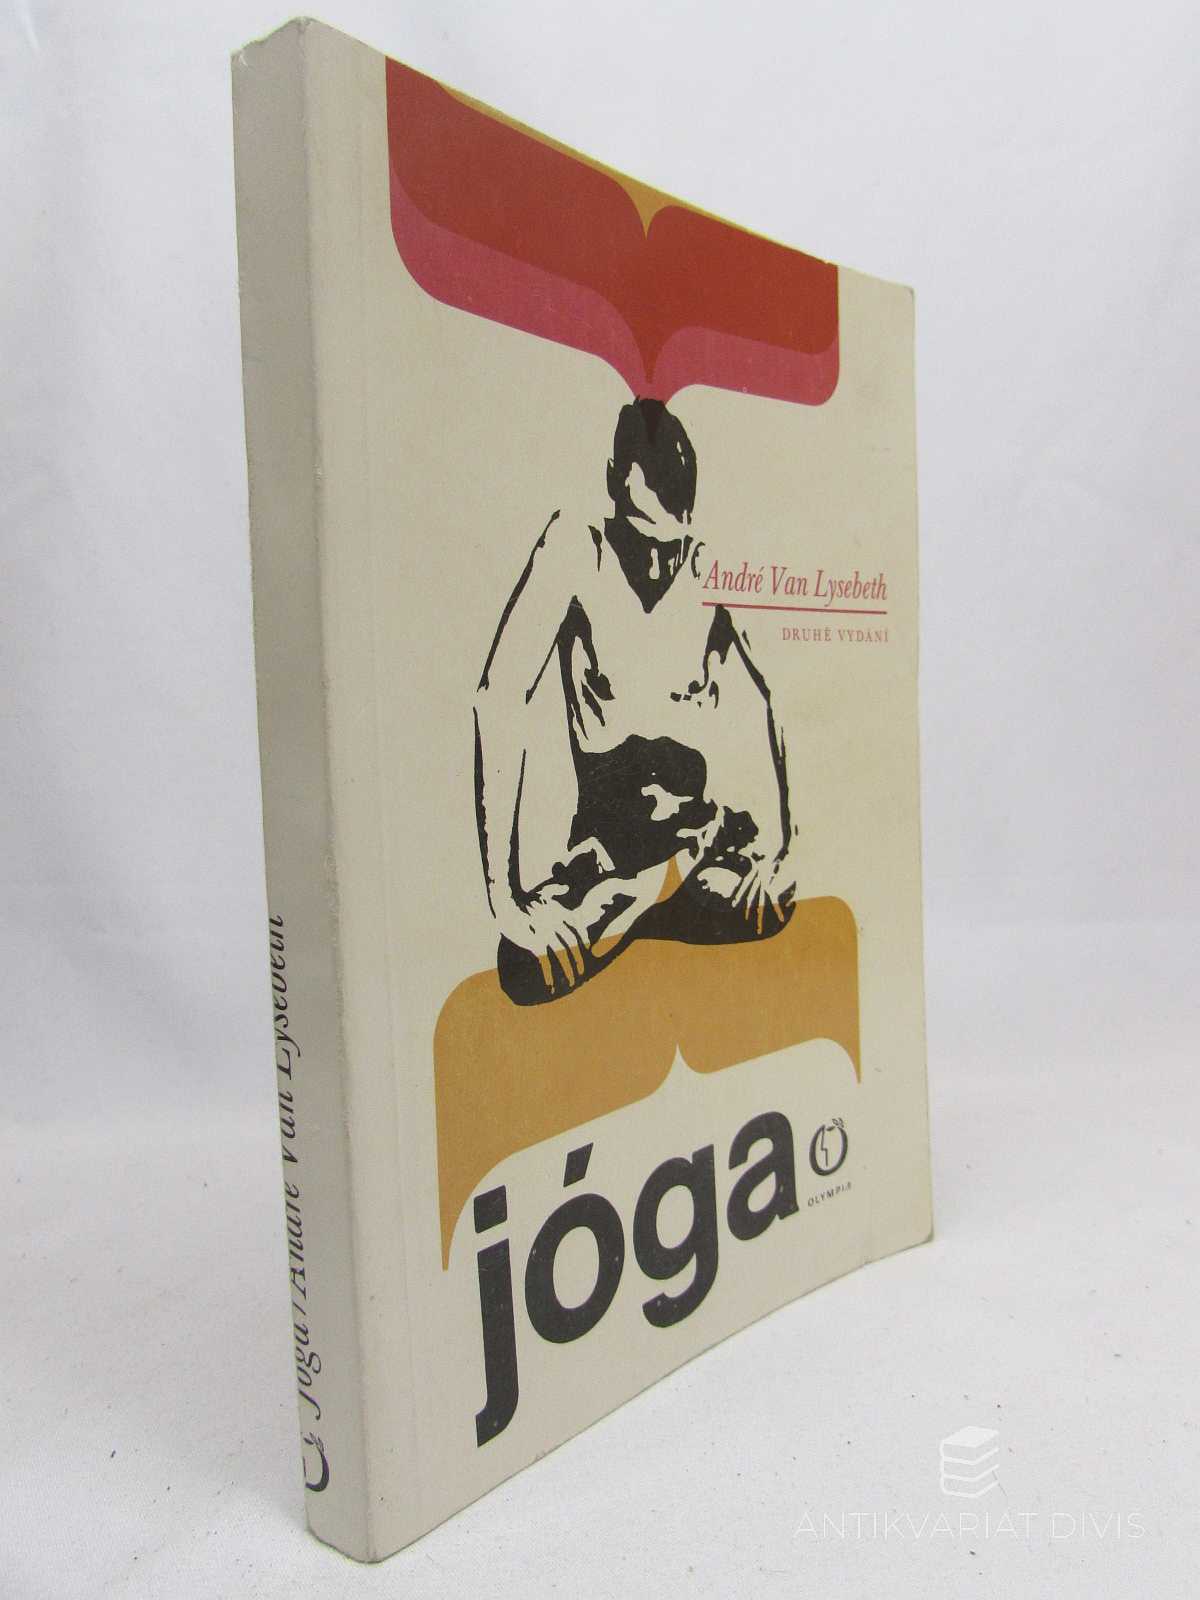 André Van Lysebeth
DRUHÉ VYDÁNÍ
jóga
OLYMPIA
Jóga / André Van Lysebeth
ANTIKVARIAT DIVIS